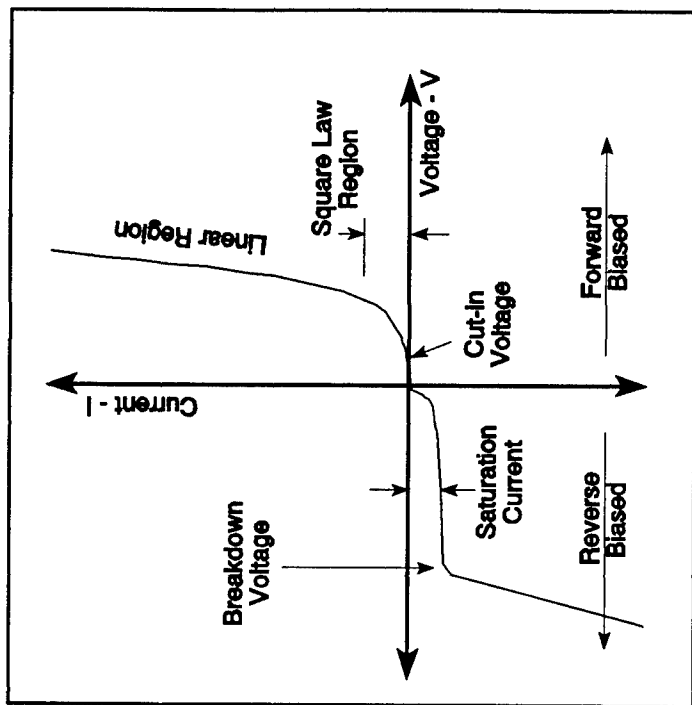 Current - I
Linear Region
Square Law
Region
Voltage - V
Cut-in
Voltage
Breakdown
Voltage
Saturation
Current
Reverse
Biased
Forward
Biased